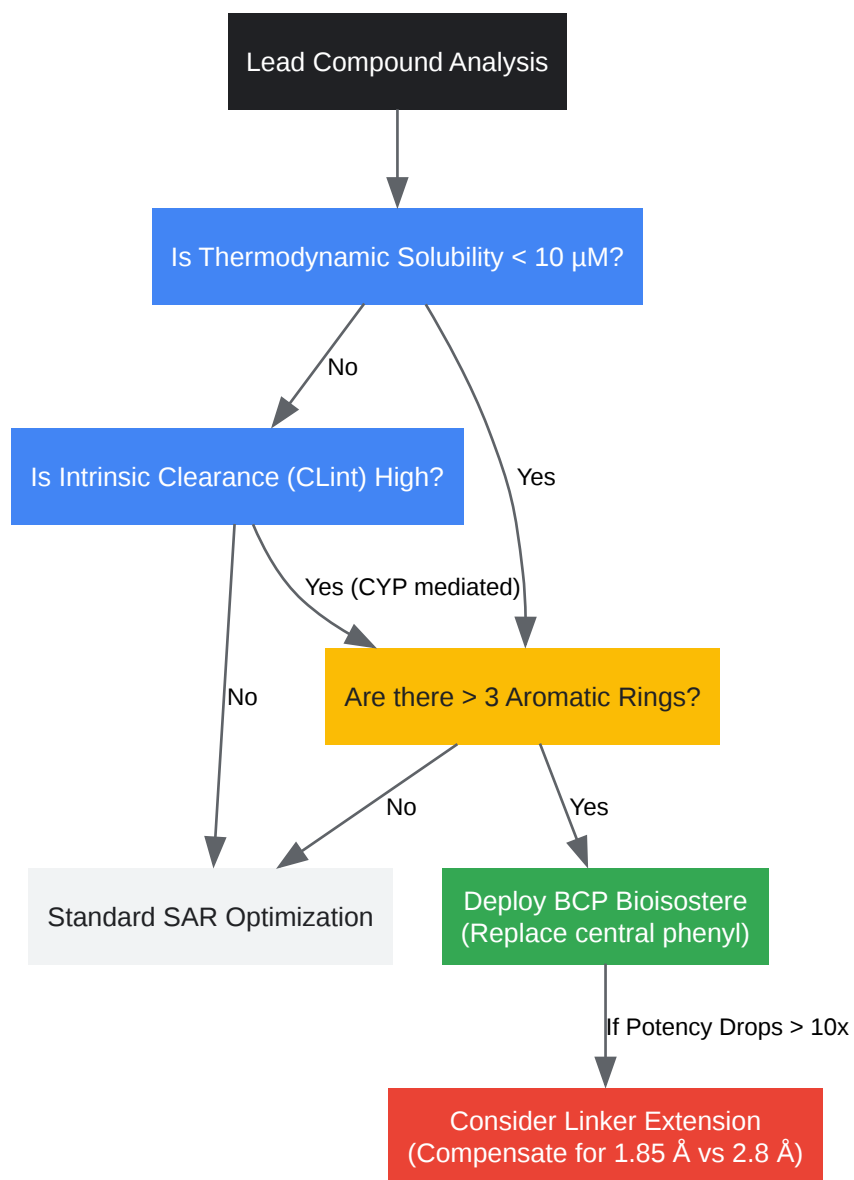 Lead Compound Analysis
Is Thermodynamic Solubility < 10 µM?
No
Is Intrinsic Clearance (CLint) High?
Yes
Yes (CYP mediated)
No
Are there > 3 Aromatic Rings?
No
Yes
Standard SAR Optimization
Deploy BCP Bioisostere
(Replace central phenyl)
If Potency Drops > 10x
Consider Linker Extension
(Compensate for 1.85 Å vs 2.8 Å)